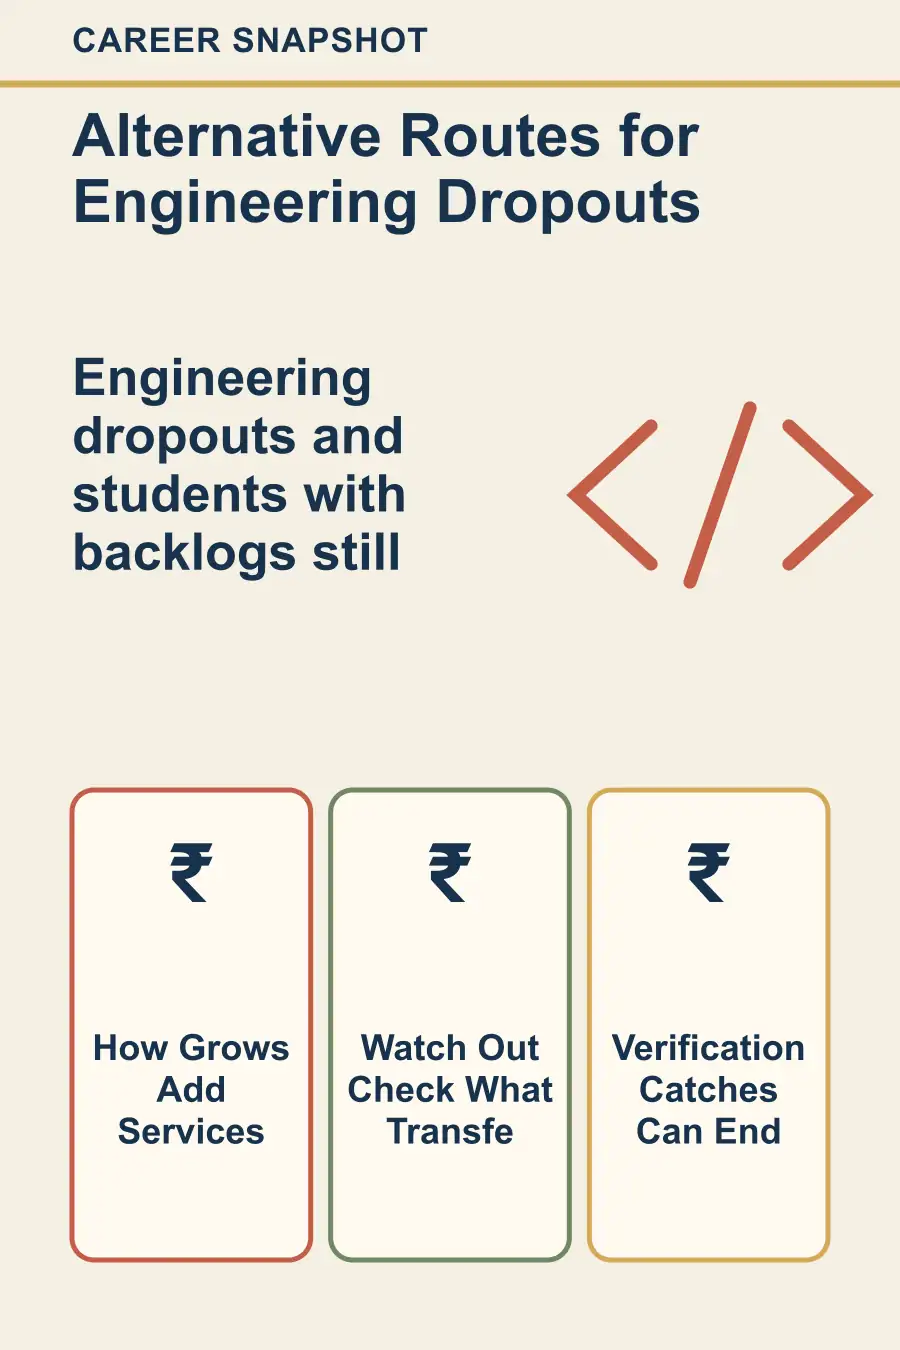 CAREER SNAPSHOT
Alternative Routes for
Engineering Dropouts
Engineering
dropouts and
students with
backlogs still
₹
₹
₹
How Grows
Add
Services
Watch Out
Check What
Transfe
Verification
Catches
Can End